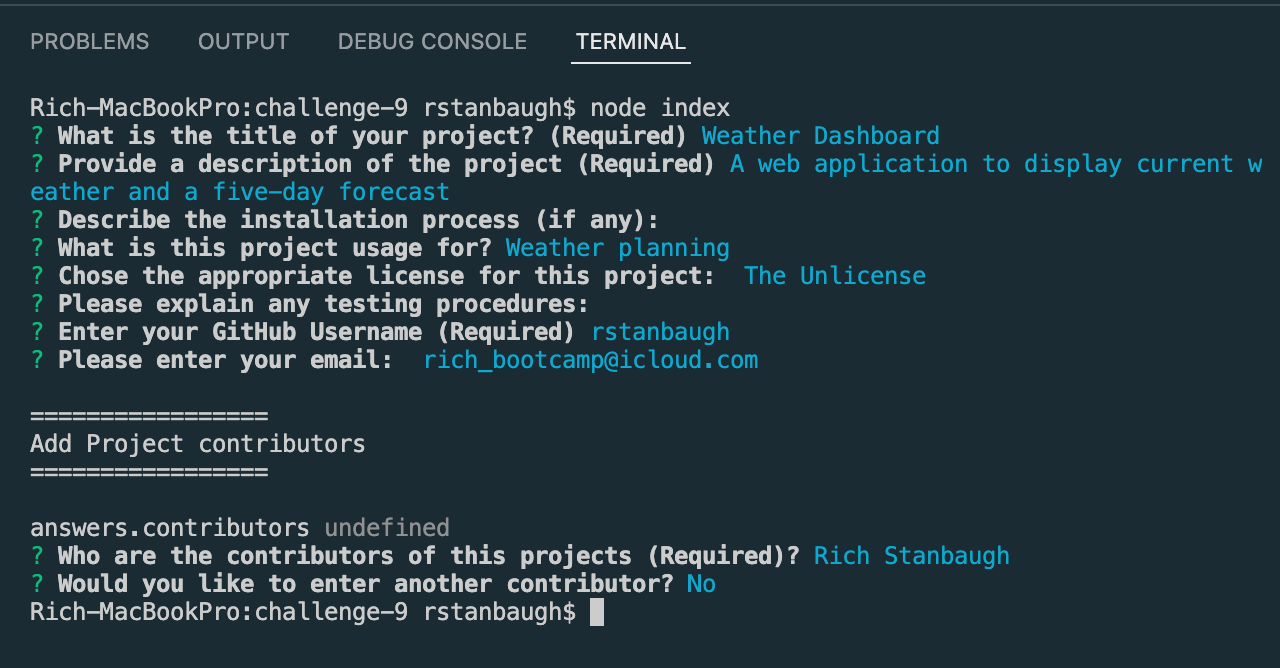 PROBLEMS OUTPUT DEBUG CONSOLE TERMINAL
Rich-MacBookPro:challenge-9 rstanbaugh$ node index
? What is the title of your project? (Required) Weather Dashboard
? Provide a description of the project (Required) A web application to display current w
eather and a five-day forecast
? Describe the installation process (if any):
? What is this project usage for? Weather planning
? Chose the appropriate license for this project:  The Unlicense
? Please explain any testing procedures:
? Enter your GitHub Username (Required) rstanbaugh
? Please enter your email:  rich_bootcamp@icloud.com
=================
Add Project contributors
=================
answers.contributors undefined
? Who are the contributors of this projects (Required)? Rich Stanbaugh
? Would you like to enter another contributor? No
Rich-MacBookPro:challenge-9 rstanbaugh$